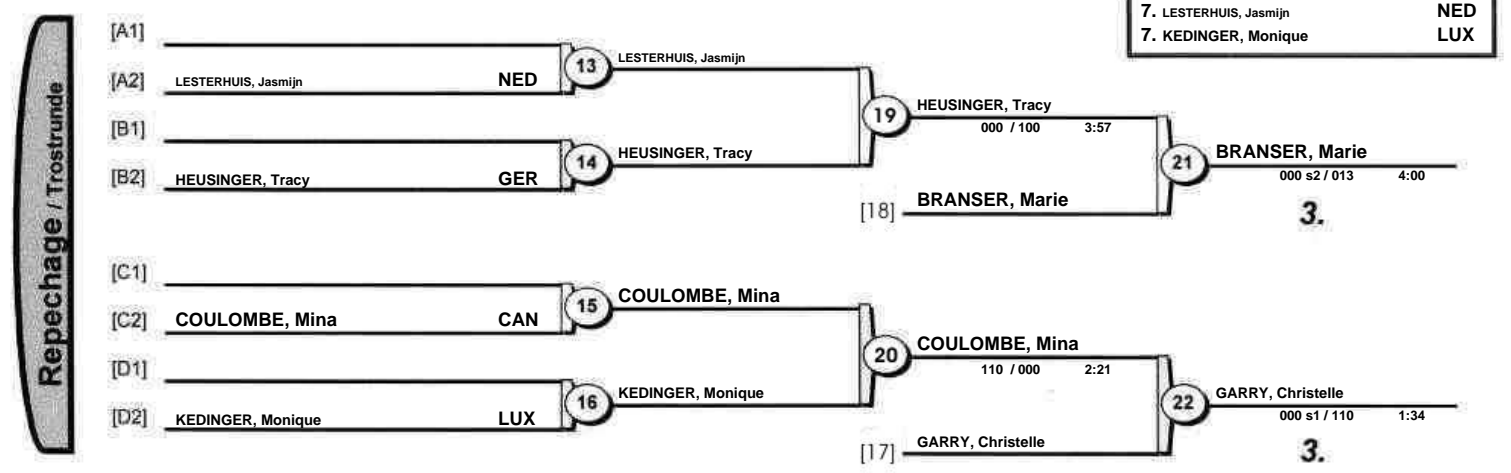 7. LESTERHUIS, Jasmijn NED
7. KEDINGER, Monique LUX
Repechage / Trostrunde
[A1]
[A2] LESTERHUIS, Jasmijn NED
13
LESTERHUIS, Jasmijn
[B1]
[B2] HEUSINGER, Tracy GER
14
HEUSINGER, Tracy
19
HEUSINGER, Tracy
000 / 100 3:57
[18] BRANSER, Marie
21
BRANSER, Marie
000 s2 / 013 4:00
3.
[C1]
[C2] COULOMBE, Mina CAN
15
COULOMBE, Mina
[D1]
[D2] KEDINGER, Monique LUX
16
KEDINGER, Monique
20
COULOMBE, Mina
110 / 000 2:21
[17] GARRY, Christelle
22
GARRY, Christelle
000 s1 / 110 1:34
3.